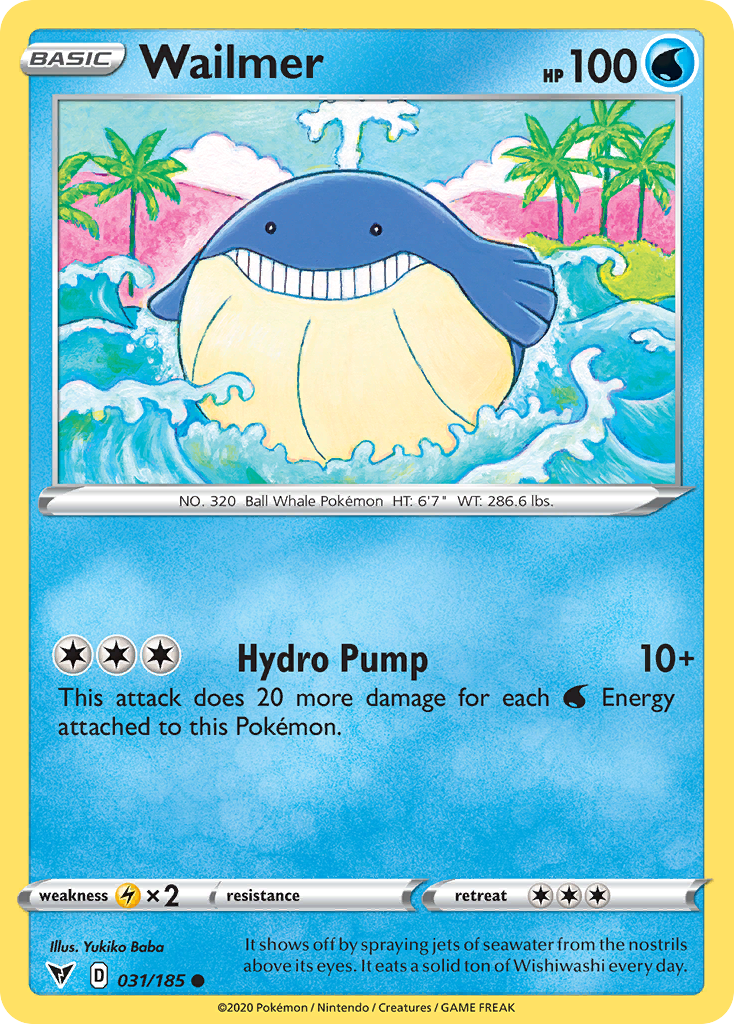 BASIC Wailmer HP 100
NO. 320 Ball Whale Pokémon HT: 6'7" WT: 286.6 lbs.
Hydro Pump 10+
This attack does 20 more damage for each Energy
attached to this Pokémon.
weakness ×2 resistance retreat
Illus. Yukiko Baba
It shows off by spraying jets of seawater from the nostrils
above its eyes. It eats a solid ton of Wishiwashi every day.
D 031/185
©2020 Pokémon / Nintendo / Creatures / GAME FREAK